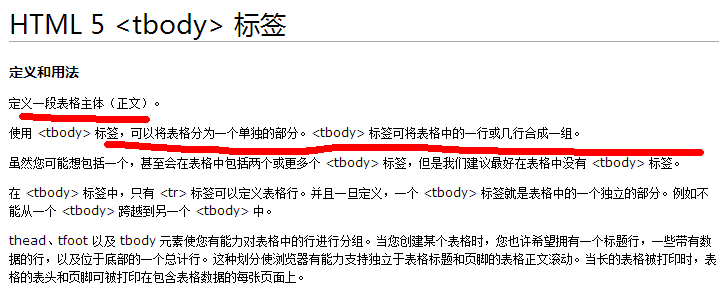 HTML 5 <tbody> 标签
定义和用法
定义一段表格主体（正文）。
使用 <tbody> 标签，可以将表格分为一个单独的部分。<tbody> 标签可将表格中的一行或几行合成一组。
虽然您可能想包括一个，甚至会在表格中包括两个或更多个 <tbody> 标签，但是我们建议最好在表格中没有 <tbody> 标签。
在 <tbody> 标签中，只有 <tr> 标签可以定义表格行。并且一旦定义，一个 <tbody> 标签就是表格中的一个独立的部分。例如不
能从一个 <tbody> 跨越到另一个 <tbody> 中。
thead、tfoot 以及 tbody 元素使您有能力对表格中的行进行分组。当您创建某个表格时，您也许希望拥有一个标题行，一些带有数
据的行，以及位于底部的一个总计行。这种划分使浏览器有能力支持独立于表格标题和页脚的表格正文滚动。当长的表格被打印时，表
格的表头和页脚可被打印在包含表格数据的每张页面上。